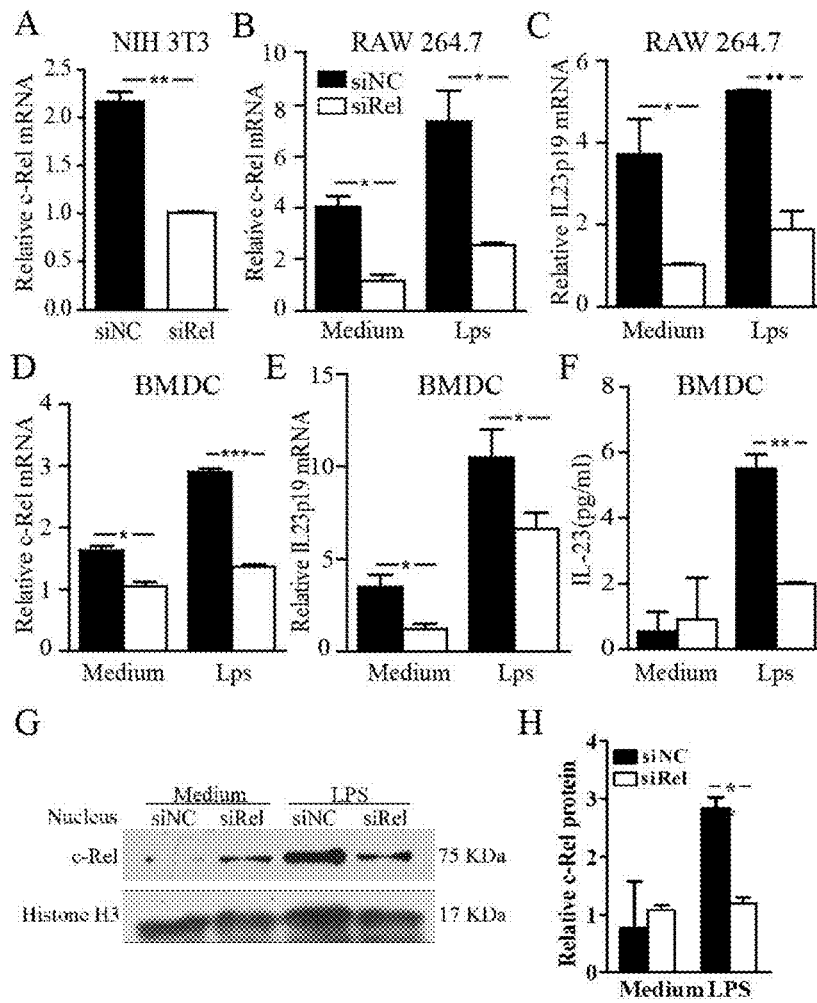 A NIH 3T3
Relative c-Rel mRNA
2.5
2.0
1.5
1.0
0.5
0.0
**
siNC siRel
B RAW 264.7
Relative c-Rel mRNA
10
8
6
4
2
0
siNC
siRel
*
*
Medium Lps
C RAW 264.7
Relative IL23p19 mRNA
6
4
2
0
*
**
Medium Lps
D BMDC
Relative c-Rel mRNA
4
3
2
1
0
*
***
Medium Lps
E BMDC
Relative IL23p19 mRNA
15
10
5
0
*
*
Medium Lps
F BMDC
IL-23(pg/ml)
8
6
4
2
0
**
Medium Lps
G
Medium LPS
Nucleus siNC siRel siNC siRel
c-Rel 75 KDa
Histone H3 17 KDa
H
siNC
siRel
Relative c-Rel protein
4
3
2
1
0
*
*
Medium LPS